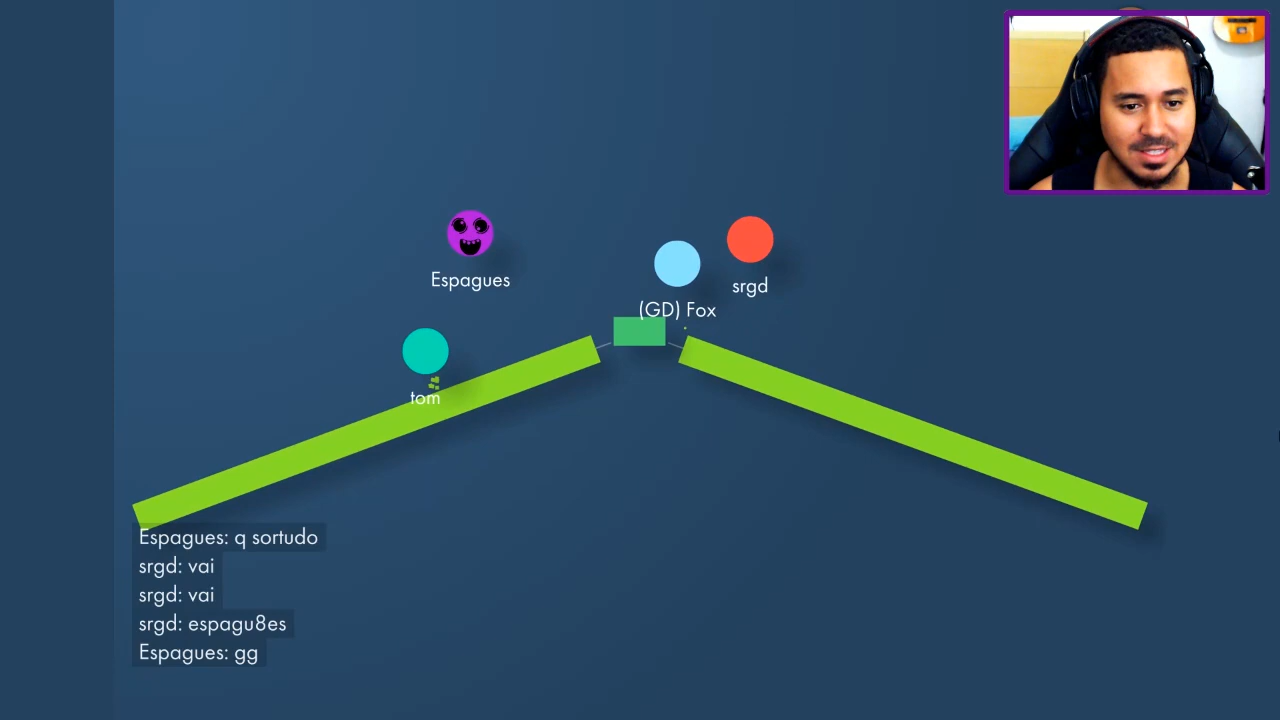 Espagues
(GD) Fox
srgd
tom
Espagues: q sortudo
srgd: vai
srgd: vai
srgd: espagu8es
Espagues: gg